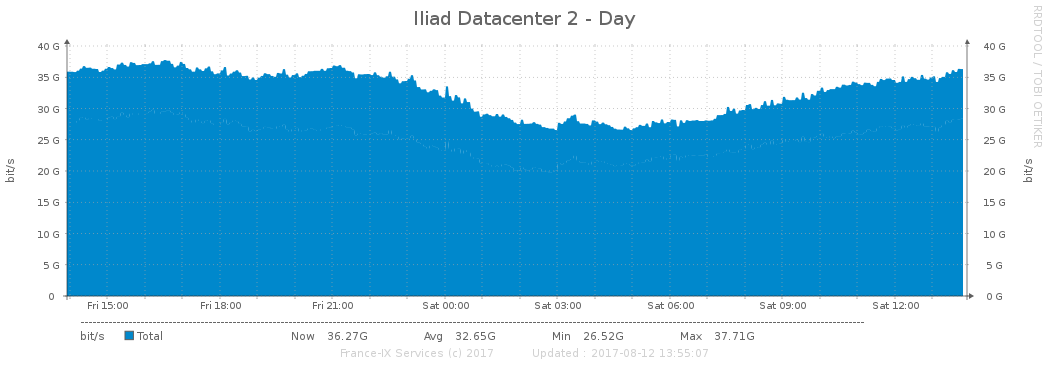 Iliad Datacenter 2 - Day
RRDTOOL / TOBI OETIKER
bit/s
bit/s
40 G 40 G
35 G 35 G
30 G 30 G
25 G 25 G
20 G 20 G
15 G 15 G
10 G 10 G
5 G 5 G
0 0 G
Fri 15:00 Fri 18:00 Fri 21:00 Sat 00:00 Sat 03:00 Sat 06:00 Sat 09:00 Sat 12:00
bit/s Total Now 36.27G Avg 32.65G Min 26.52G Max 37.71G
France-IX Services (c) 2017 Updated : 2017-08-12 13:55:07